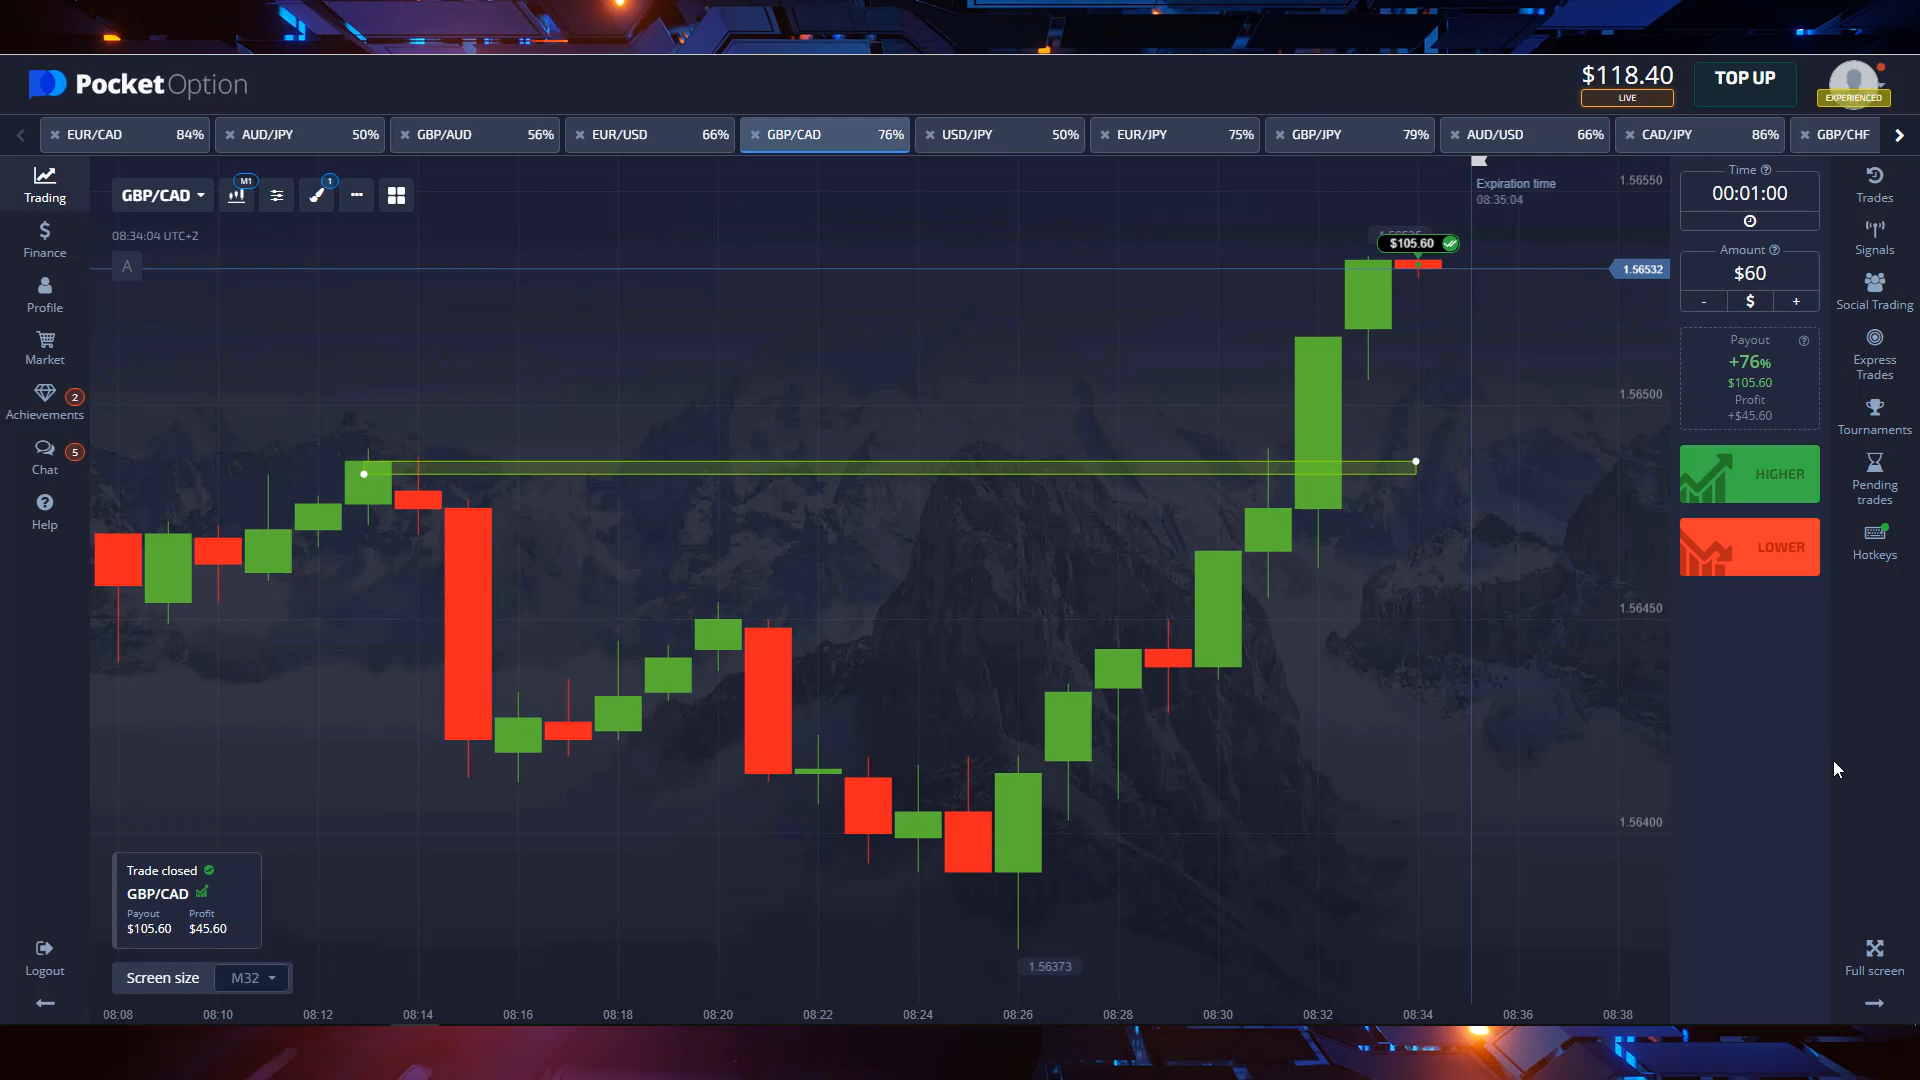 PocketOption
$118.40
LIVE
TOP UP
EXPERIENCED
EUR/CAD 84%
AUD/JPY 50%
GBP/AUD 56%
EUR/USD 66%
GBP/CAD 76%
USD/JPY 50%
EUR/JPY 75%
GBP/JPY 79%
AUD/USD 66%
CAD/JPY 86%
GBP/CHF
Trading
Finance
Profile
Market
Achievements
2
Chat
5
Help
Logout
GBP/CAD
M1
1
08:34:04 UTC+2
A
Expiration time
08:35:04
$105.60
1.56550
1.56532
1.56500
1.56450
1.56400
1.56373
Trade closed
GBP/CAD
Payout Profit
$105.60 $45.60
Screen size M32
08:08 08:10 08:12 08:14 08:16 08:18 08:20 08:22 08:24 08:26 08:28 08:30 08:32 08:34 08:36 08:38
Time
00:01:00
Amount
$60
- $ +
Payout
+76%
$105.60
Profit
+$45.60
HIGHER
LOWER
Trades
Signals
Social Trading
Express
Trades
Tournaments
Pending
trades
Hotkeys
Full screen